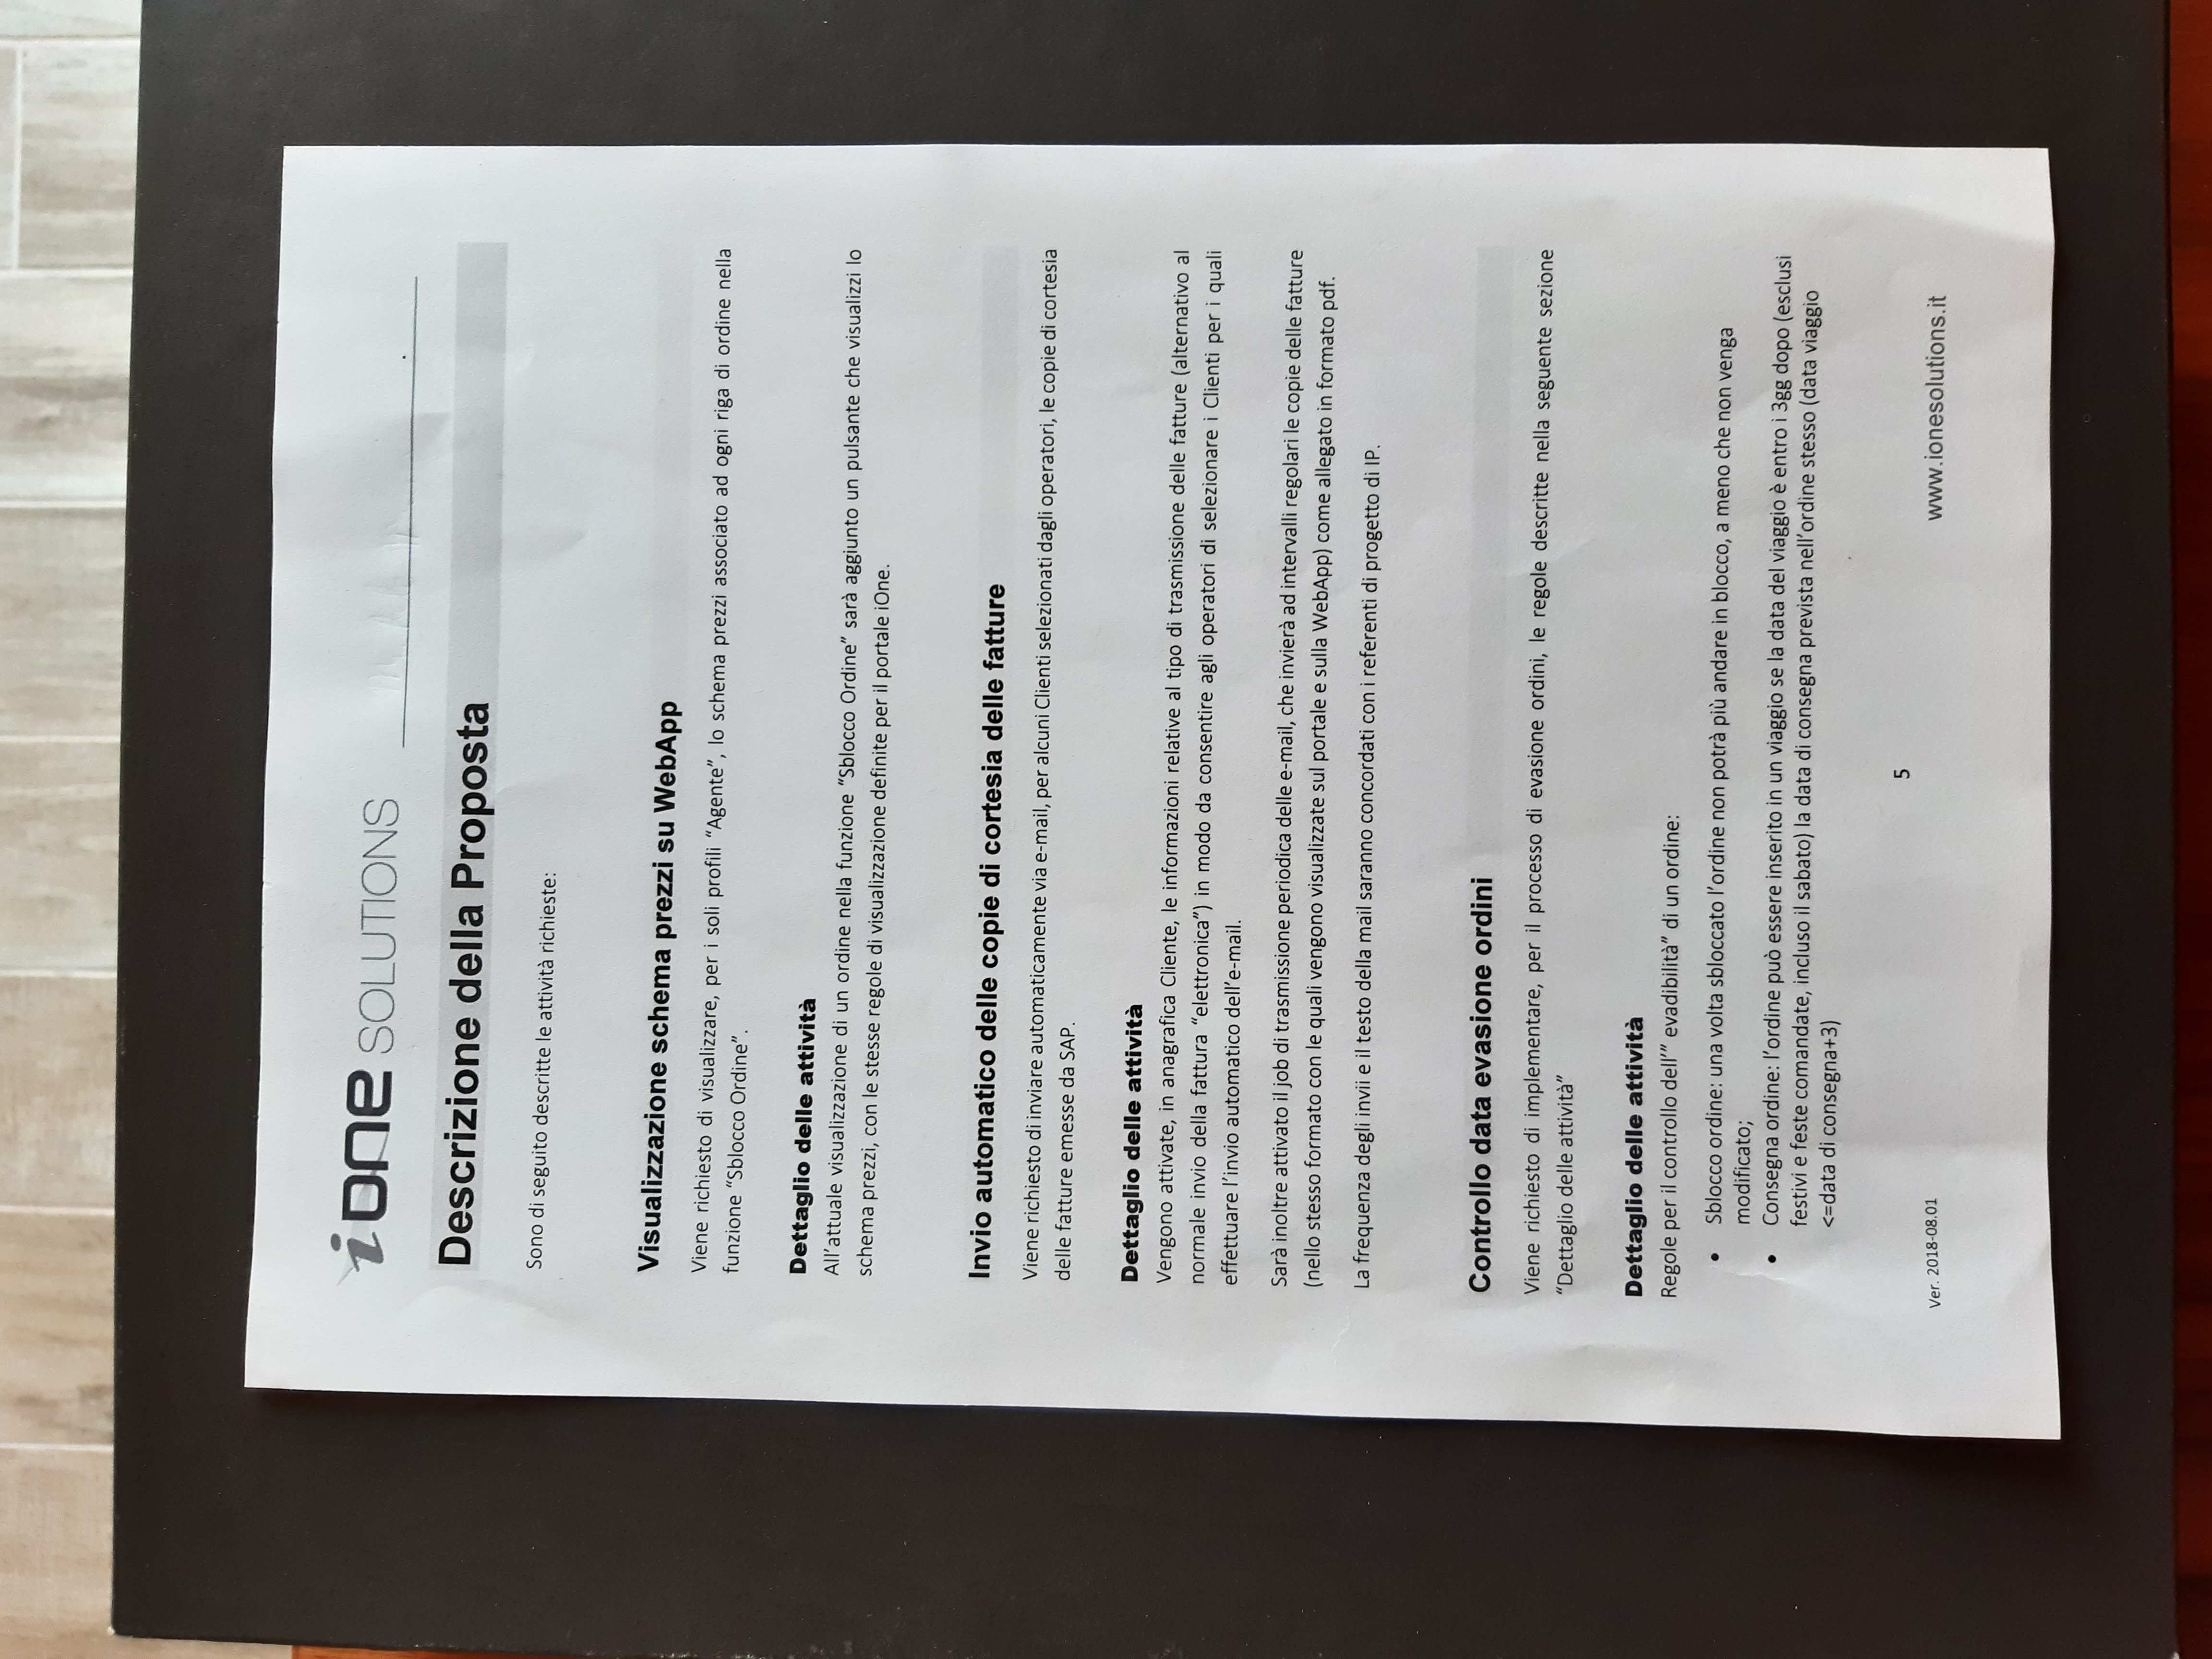 iOne SOLUTIONS
Descrizione della Proposta
Sono di seguito descritte le attività richieste:
Visualizzazione schema prezzi su WebApp
Viene richiesto di visualizzare, per i soli profili “Agente”, lo schema prezzi associato ad ogni riga di ordine nella
funzione “Sblocco Ordine”.
Dettaglio delle attività
All’attuale visualizzazione di un ordine nella funzione “Sblocco Ordine” sarà aggiunto un pulsante che visualizzi lo
schema prezzi, con le stesse regole di visualizzazione definite per il portale iOne.
Invio automatico delle copie di cortesia delle fatture
Viene richiesto di inviare automaticamente via e-mail, per alcuni Clienti selezionati dagli operatori, le copie di cortesia
delle fatture emesse da SAP.
Dettaglio delle attività
Vengono attivate, in anagrafica Cliente, le informazioni relative al tipo di trasmissione delle fatture (alternativo al
normale invio della fattura “elettronica”) in modo da consentire agli operatori di selezionare i Clienti per i quali
effettuare l’invio automatico dell’e-mail.
Sarà inoltre attivato il job di trasmissione periodica delle e-mail, che invierà ad intervalli regolari le copie delle fatture
(nello stesso formato con le quali vengono visualizzate sul portale e sulla WebApp) come allegato in formato pdf.
La frequenza degli invii e il testo della mail saranno concordati con i referenti di progetto di IP.
Controllo data evasione ordini
Viene richiesto di implementare, per il processo di evasione ordini, le regole descritte nella seguente sezione
“Dettaglio delle attività”
Dettaglio delle attività
Regole per il controllo dell’” evadibilità” di un ordine:
• Sblocco ordine: una volta sbloccato l’ordine non potrà più andare in blocco, a meno che non venga
modificato;
• Consegna ordine: l’ordine può essere inserito in un viaggio se la data del viaggio è entro i 3gg dopo (esclusi
festivi e feste comandate, incluso il sabato) la data di consegna prevista nell’ordine stesso (data viaggio
<=data di consegna+3)
5
Ver. 2018-08.01
www.ionesolutions.it